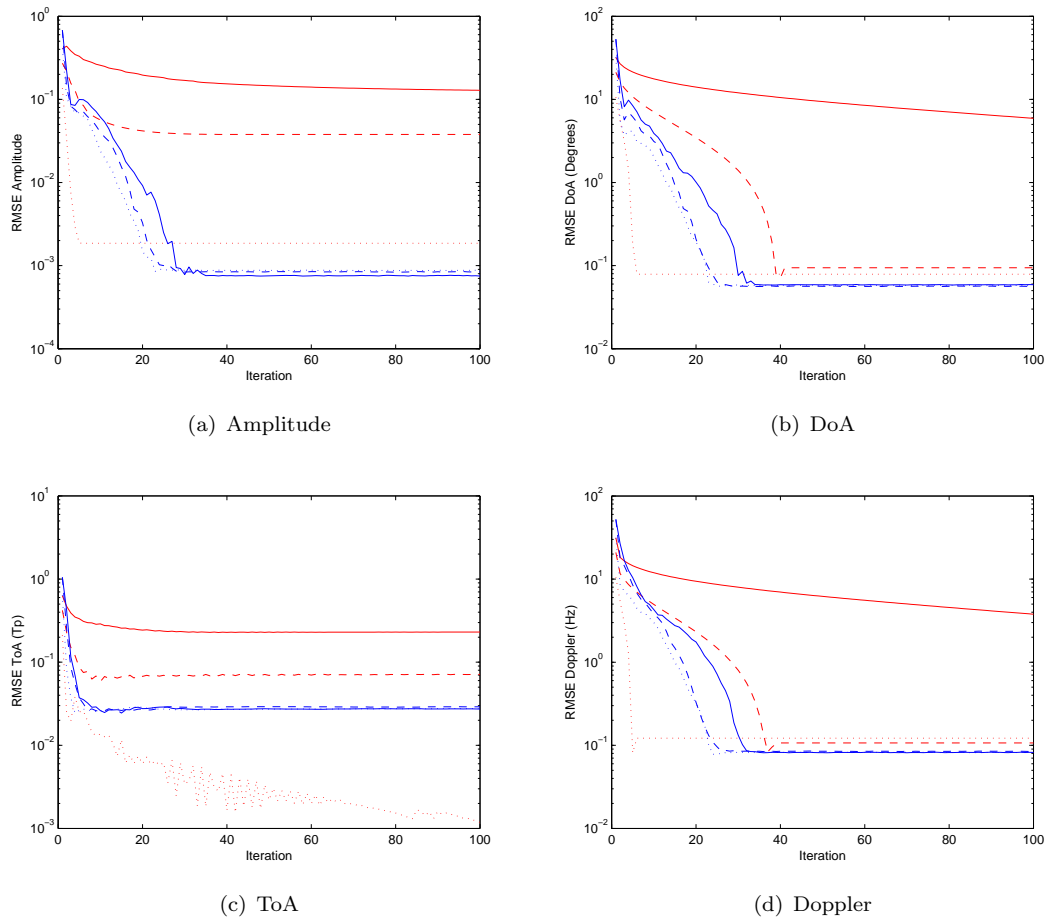 10^0
10^-1
10^-2
10^-3
10^-4
RMSE Amplitude
0 20 40 60 80 100
Iteration
(a) Amplitude
10^2
10^1
10^0
10^-1
10^-2
RMSE DoA (Degrees)
0 20 40 60 80 100
Iteration
(b) DoA
10^1
10^0
10^-1
10^-2
10^-3
RMSE ToA (Tp)
0 20 40 60 80 100
Iteration
(c) ToA
10^2
10^1
10^0
10^-1
10^-2
RMSE Doppler (Hz)
0 20 40 60 80 100
Iteration
(d) Doppler